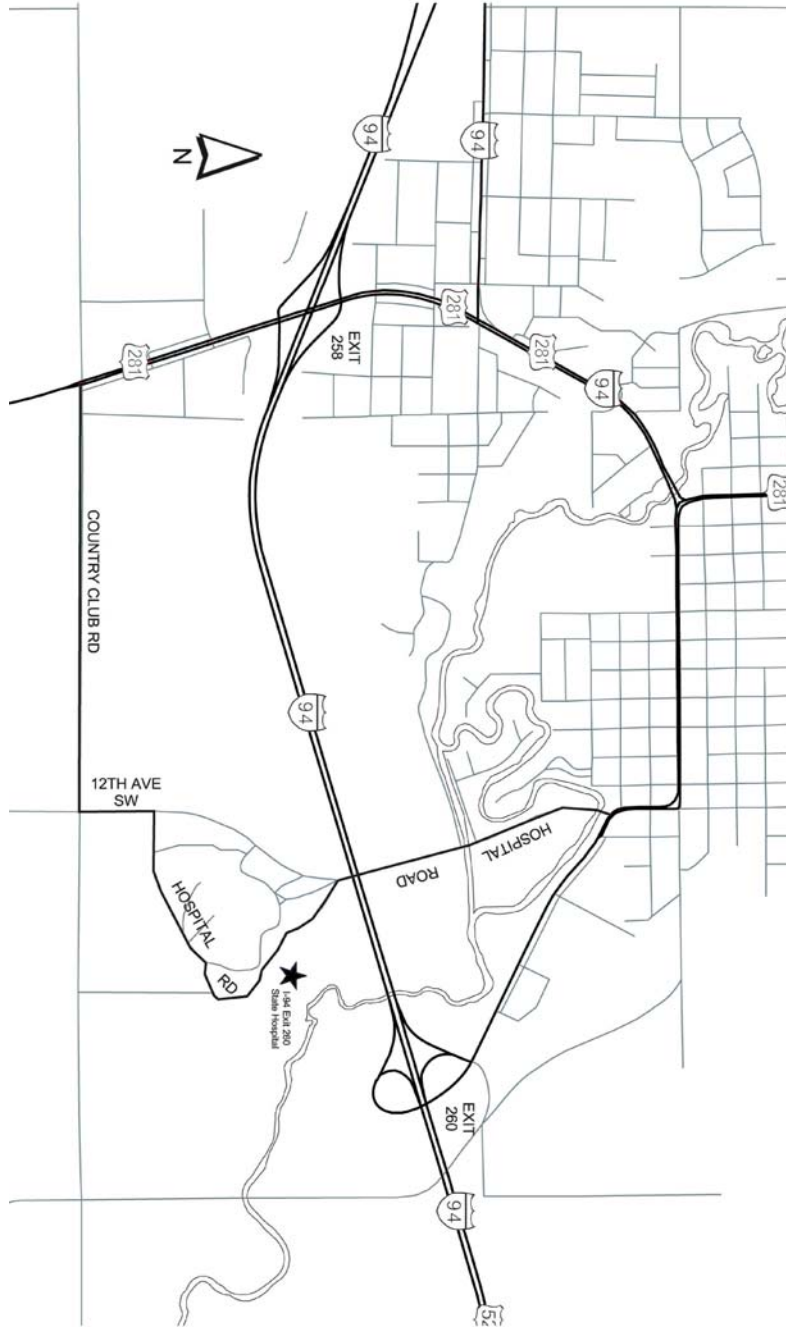 94
94
N
281
EXIT
258
281
281
94
281
COUNTRY CLUB RD
94
12TH AVE
SW
HOSPITAL
ROAD
HOSPITAL
RD
I-94 Exit 260
State Hospital
EXIT
260
94
52